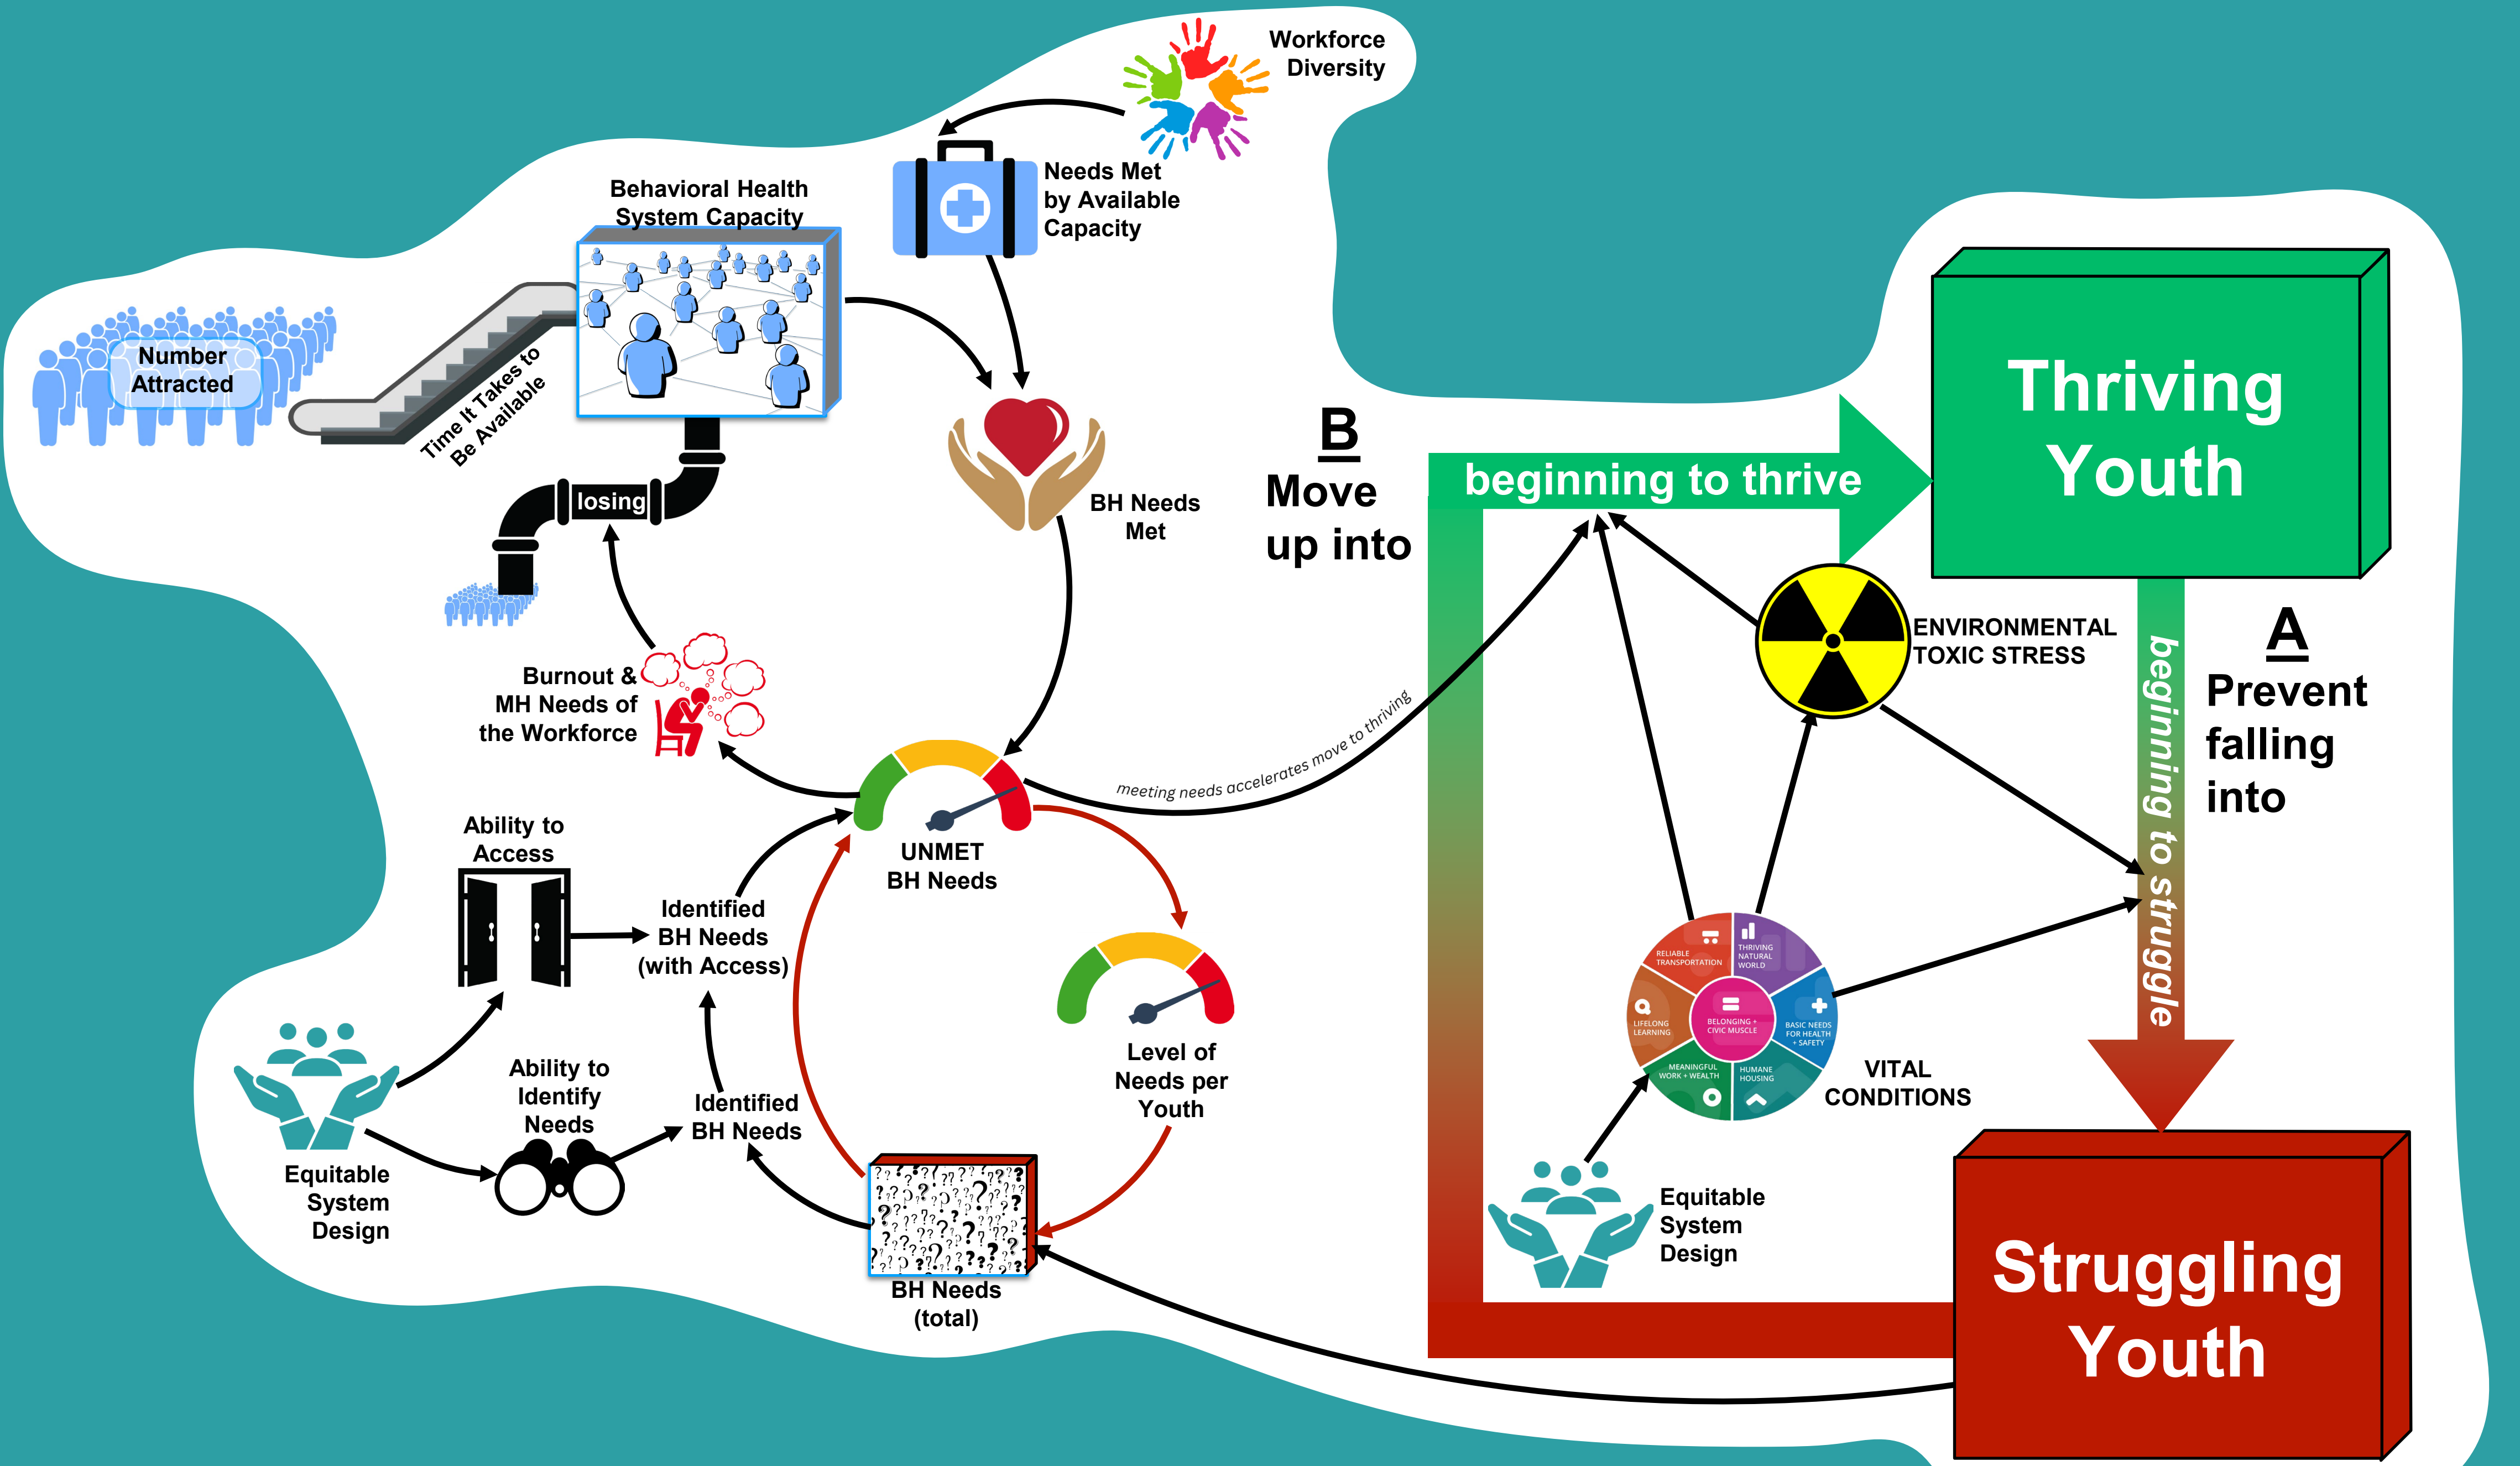 Workforce
Diversity
Needs Met
by Available
Capacity
Behavioral Health
System Capacity
Number
Attracted
Time It Takes to
Be Available
losing
BH Needs
Met
Burnout &
MH Needs of
the Workforce
UNMET
BH Needs
meeting needs accelerates move to thriving
Ability to
Access
Identified
BH Needs
(with Access)
Ability to
Identify
Needs
Identified
BH Needs
Equitable
System
Design
Level of
Needs per
Youth
BH Needs
(total)
B
Move
up into
beginning to thrive
Thriving
Youth
ENVIRONMENTAL
TOXIC STRESS
A
Prevent
falling
into
beginning to struggle
RELIABLE
TRANSPORTATION
THRIVING
NATURAL
WORLD
LIFELONG
LEARNING
BELONGING +
CIVIC MUSCLE
BASIC NEEDS
FOR HEALTH
+ SAFETY
MEANINGFUL
WORK + WEALTH
HUMANE
HOUSING
VITAL
CONDITIONS
Equitable
System
Design
Struggling
Youth